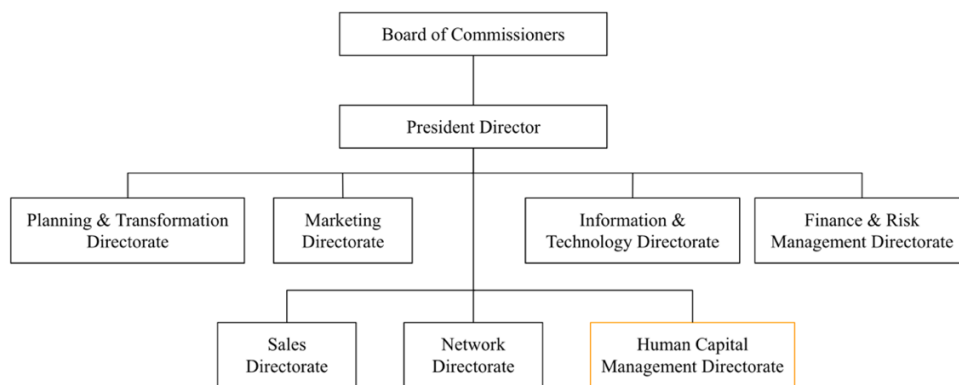 Board of Commissioners
President Director
Planning & Transformation
Directorate
Marketing
Directorate
Information &
Technology Directorate
Finance & Risk
Management Directorate
Sales
Directorate
Network
Directorate
Human Capital
Management Directorate